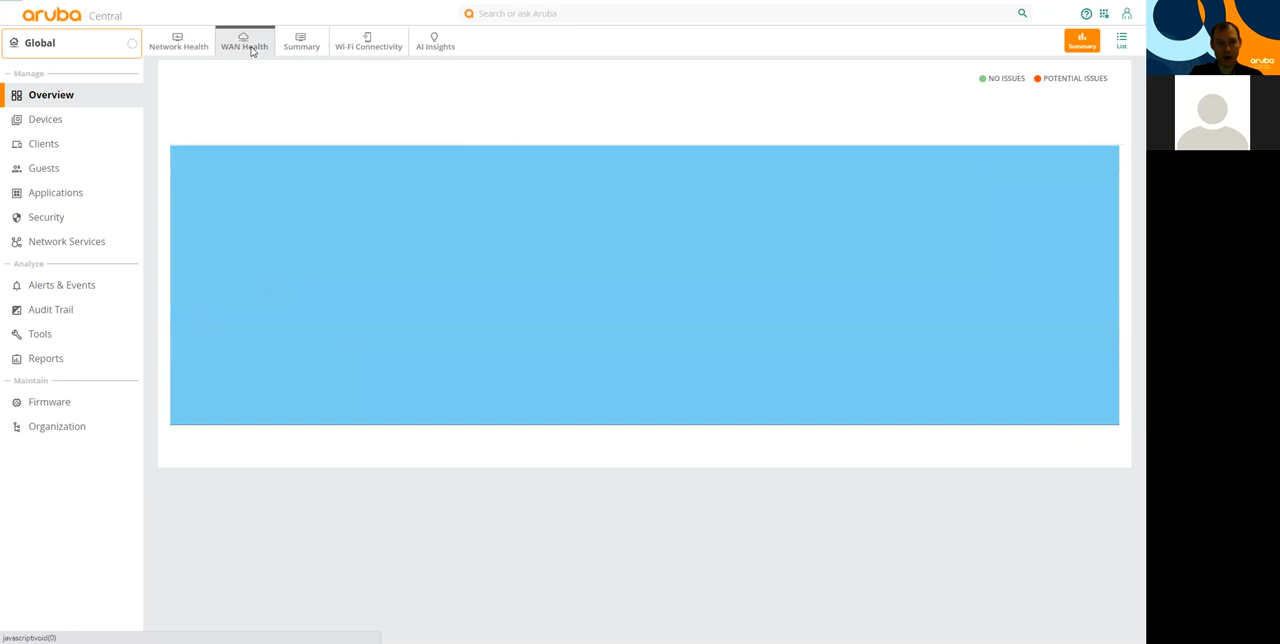 aruba Central
Search or ask Aruba
Global
Network Health
WAN Health
Summary
Wi-Fi Connectivity
AI Insights
Summary
List
NO ISSUES
POTENTIAL ISSUES
Manage
Overview
Devices
Clients
Guests
Applications
Security
Network Services
Analyze
Alerts & Events
Audit Trail
Tools
Reports
Maintain
Firmware
Organization
javascript:void(0)
aruba